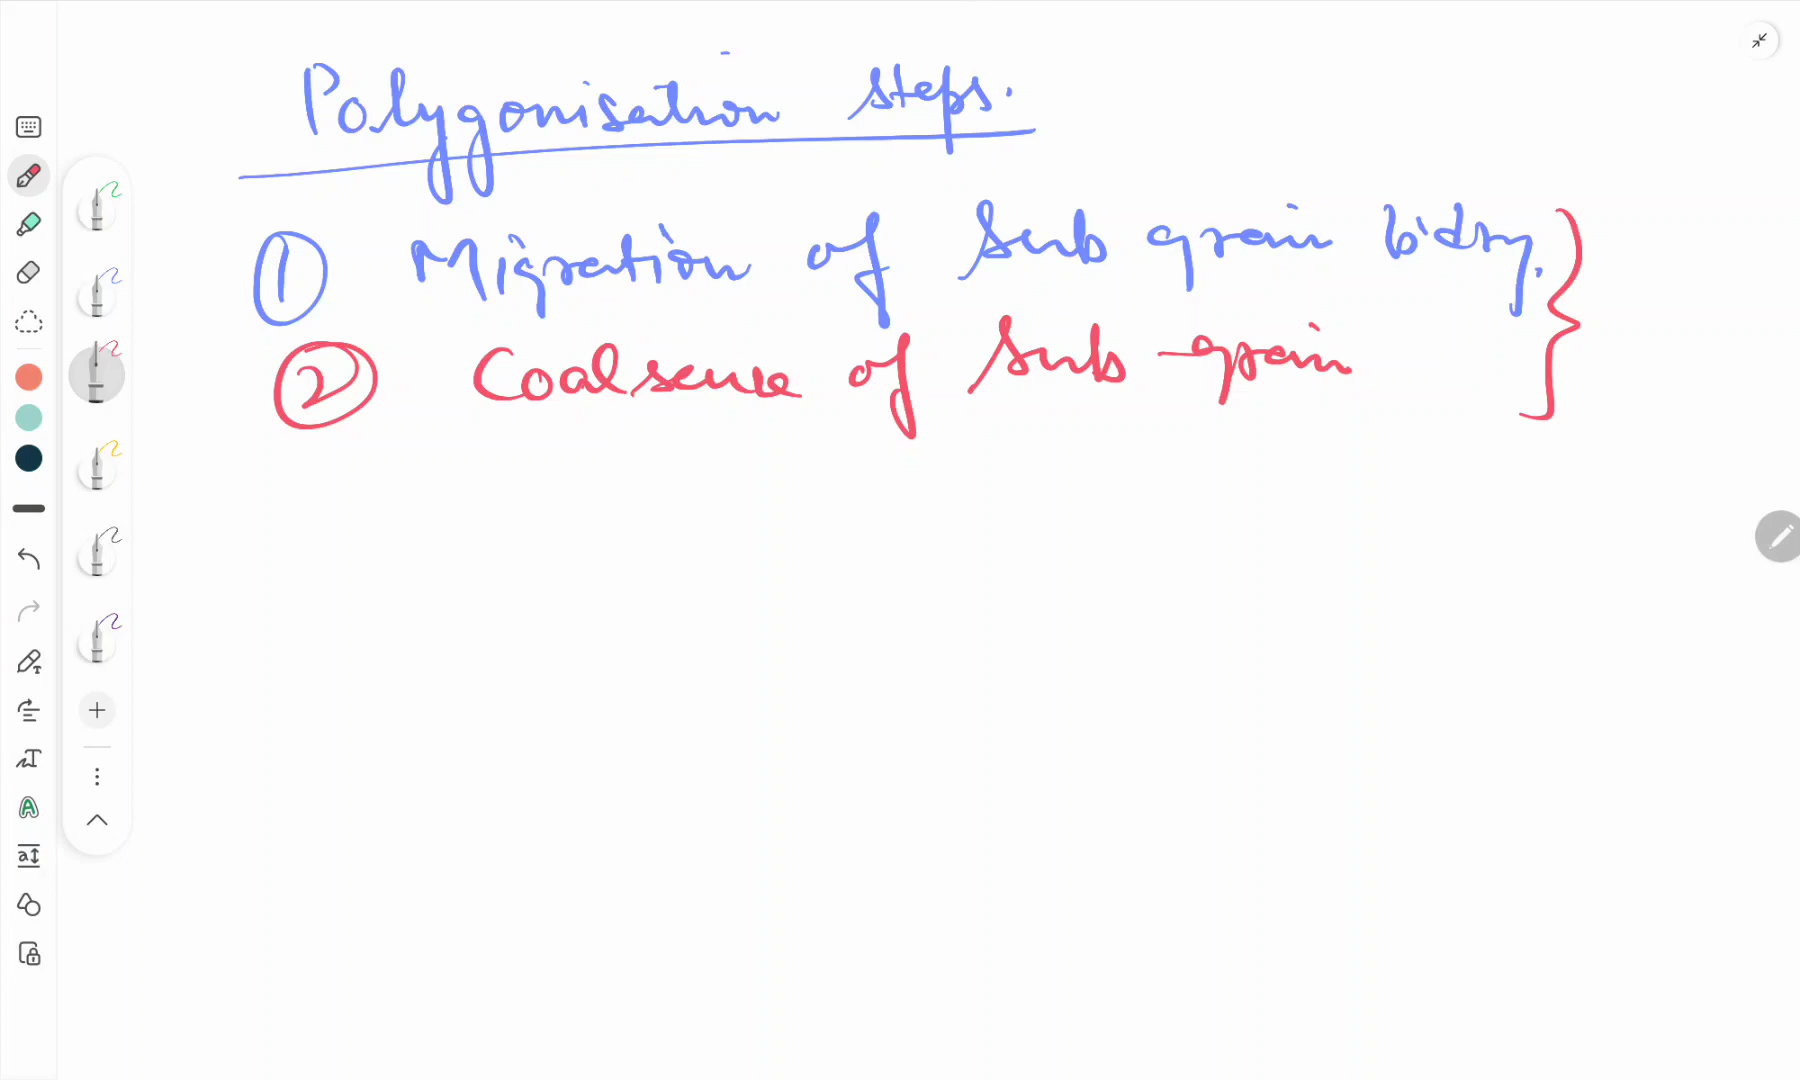 Polygonisation steps.
① Migration of Sub grain b'dry.
② Coalsence of Sub-grain